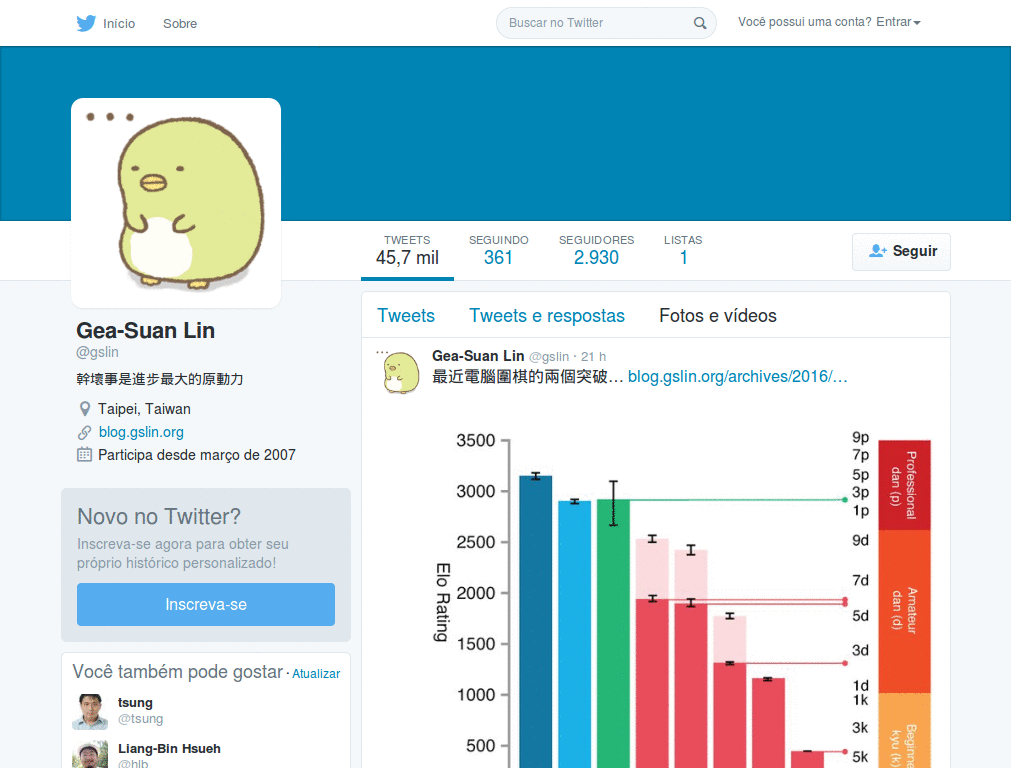 Início
Sobre
Buscar no Twitter
Você possui uma conta? Entrar
TWEETS
45,7 mil
SEGUINDO
361
SEGUIDORES
2.930
LISTAS
1
Seguir
Gea-Suan Lin
@gslin
幹壞事是進步最大的原動力
Taipei, Taiwan
blog.gslin.org
Participa desde março de 2007
Novo no Twitter?
Inscreva-se agora para obter seu
próprio histórico personalizado!
Inscreva-se
Você também pode gostar · Atualizar
tsung
@tsung
Liang-Bin Hsueh
@hlb
Tweets
Tweets e respostas
Fotos e vídeos
Gea-Suan Lin @gslin · 21 h
最近電腦圍棋的兩個突破… blog.gslin.org/archives/2016/…
Elo Rating
3500
3000
2500
2000
1500
1000
500
9p
7p
5p
3p
1p
9d
7d
5d
3d
1d
1k
3k
5k
Professional
dan (p)
Amateur
dan (d)
Beginne
kyu (k)